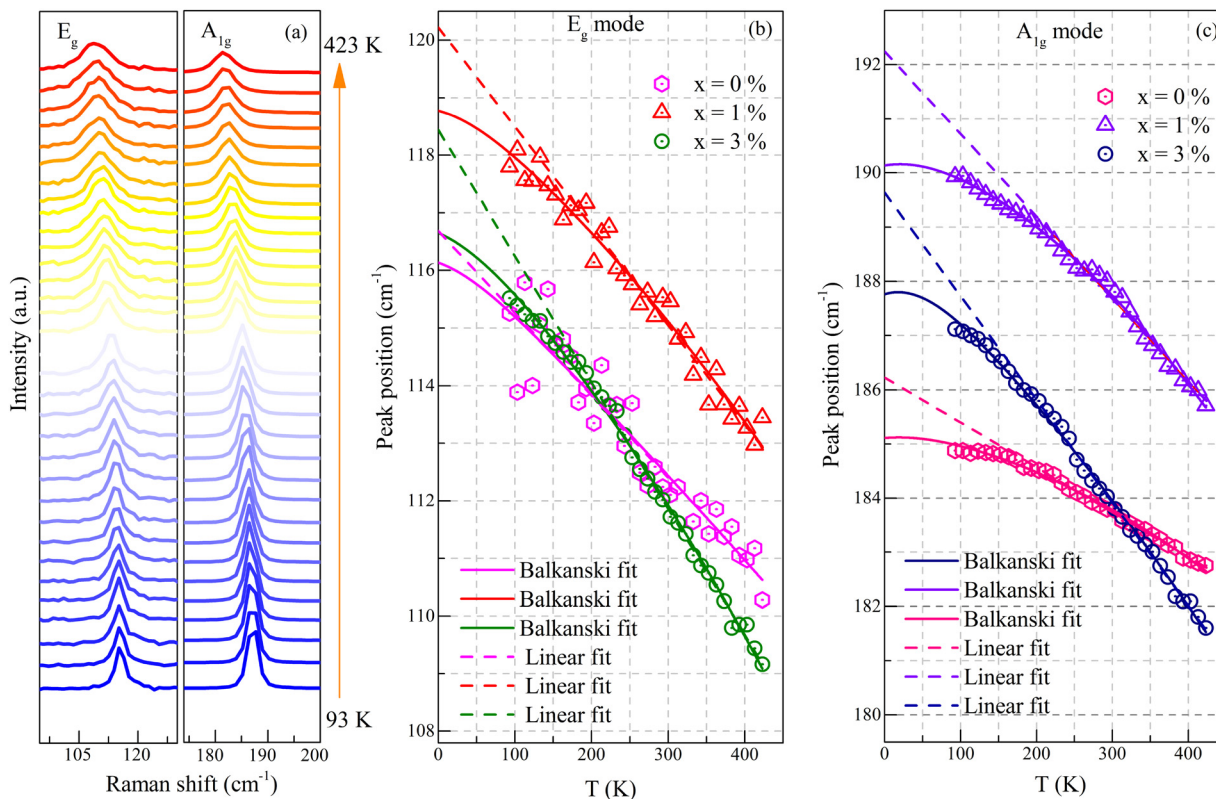 E_g
A_1g
(a)
423 K
93 K
Intensity (a.u.)
105
120
180
190
200
Raman shift (cm⁻¹)
E_g mode
(b)
x = 0 %
x = 1 %
x = 3 %
Balkanski fit
Balkanski fit
Balkanski fit
Linear fit
Linear fit
Linear fit
Peak position (cm⁻¹)
120
118
116
114
112
110
108
0
100
200
300
400
T (K)
A_1g mode
(c)
x = 0 %
x = 1 %
x = 3 %
Balkanski fit
Balkanski fit
Balkanski fit
Linear fit
Linear fit
Linear fit
Peak position (cm⁻¹)
192
190
188
186
184
182
180
0
100
200
300
400
T (K)